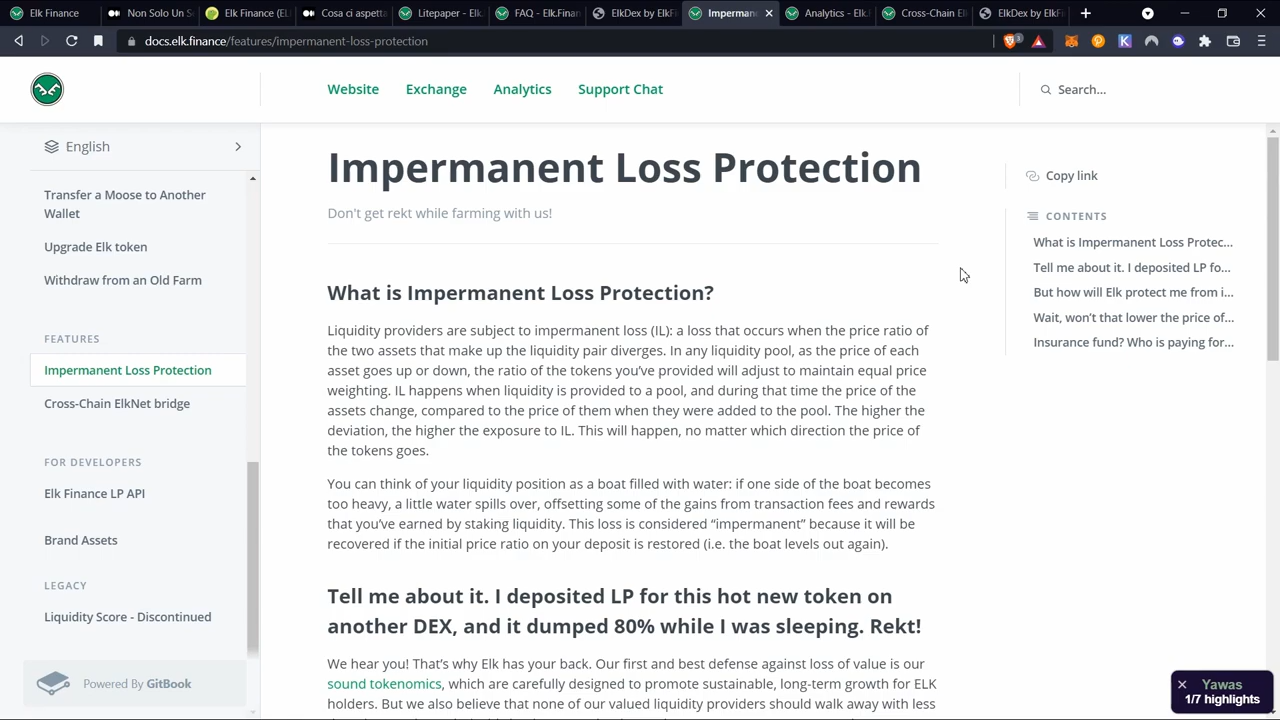 Elk Finance
Non Solo Un S
Elk Finance (EL
Cosa ci aspett
Litepaper - Elk
FAQ - Elk.Finan
ElkDex by ElkFi
Imperman
Analytics - Elk.F
Cross-Chain El
ElkDex by ElkFi
docs.elk.finance/features/impermanent-loss-protection
3
Website
Exchange
Analytics
Support Chat
Search...
English
Transfer a Moose to Another
Wallet
Upgrade Elk token
Withdraw from an Old Farm
FEATURES
Impermanent Loss Protection
Cross-Chain ElkNet bridge
FOR DEVELOPERS
Elk Finance LP API
Brand Assets
LEGACY
Liquidity Score - Discontinued
Powered By GitBook
Impermanent Loss Protection
Don't get rekt while farming with us!
What is Impermanent Loss Protection?
Liquidity providers are subject to impermanent loss (IL): a loss that occurs when the price ratio of
the two assets that make up the liquidity pair diverges. In any liquidity pool, as the price of each
asset goes up or down, the ratio of the tokens you’ve provided will adjust to maintain equal price
weighting. IL happens when liquidity is provided to a pool, and during that time the price of the
assets change, compared to the price of them when they were added to the pool. The higher the
deviation, the higher the exposure to IL. This will happen, no matter which direction the price of
the tokens goes.
You can think of your liquidity position as a boat filled with water: if one side of the boat becomes
too heavy, a little water spills over, offsetting some of the gains from transaction fees and rewards
that you’ve earned by staking liquidity. This loss is considered “impermanent” because it will be
recovered if the initial price ratio on your deposit is restored (i.e. the boat levels out again).
Tell me about it. I deposited LP for this hot new token on
another DEX, and it dumped 80% while I was sleeping. Rekt!
We hear you! That’s why Elk has your back. Our first and best defense against loss of value is our
sound tokenomics, which are carefully designed to promote sustainable, long-term growth for ELK
holders. But we also believe that none of our valued liquidity providers should walk away with less
Copy link
CONTENTS
What is Impermanent Loss Protec...
Tell me about it. I deposited LP fo...
But how will Elk protect me from i...
Wait, won’t that lower the price of...
Insurance fund? Who is paying for...
Yawas
1/7 highlights